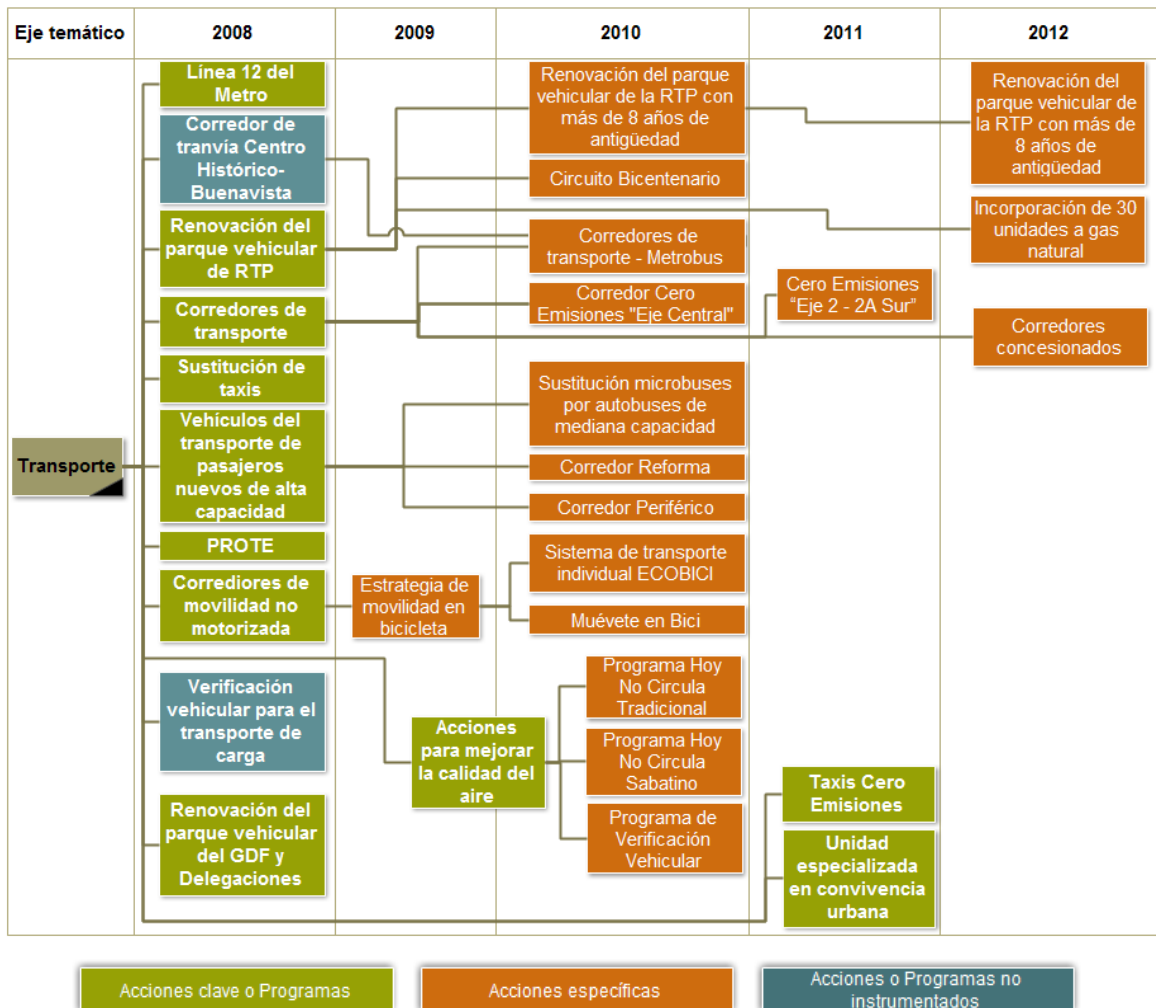 Eje temático
2008
2009
2010
2011
2012
Transporte
Línea 12 del
Metro
Corredor de
tranvía Centro
Histórico-
Buenavista
Renovación del
parque vehicular
de RTP
Corredores de
transporte
Sustitución de
taxis
Vehículos del
transporte de
pasajeros
nuevos de alta
capacidad
PROTE
Corrediores de
movilidad no
motorizada
Verificación
vehicular para el
transporte de
carga
Renovación del
parque vehicular
del GDF y
Delegaciones
Estrategia de
movilidad en
bicicleta
Acciones
para mejorar
la calidad del
aire
Renovación del parque
vehicular de la RTP con
más de 8 años de
antigüedad
Circuito Bicentenario
Corredores de
transporte - Metrobus
Corredor Cero
Emisiones "Eje Central"
Sustitución microbuses
por autobuses de
mediana capacidad
Corredor Reforma
Corredor Periférico
Sistema de transporte
individual ECOBICI
Muévete en Bici
Programa Hoy
No Circula
Tradicional
Programa Hoy
No Circula
Sabatino
Programa de
Verificación
Vehicular
Cero Emisiones
“Eje 2 - 2A Sur”
Taxis Cero
Emisiones
Unidad
especializada
en convivencia
urbana
Renovación del
parque vehicular de
la RTP con más de
8 años de
antigüedad
Incorporación de 30
unidades a gas
natural
Corredores
concesionados
Acciones clave o Programas
Acciones específicas
Acciones o Programas no
instrumentados